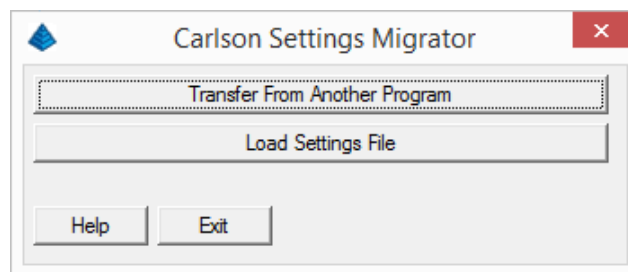 Carlson Settings Migrator
Transfer From Another Program
Load Settings File
Help Exit